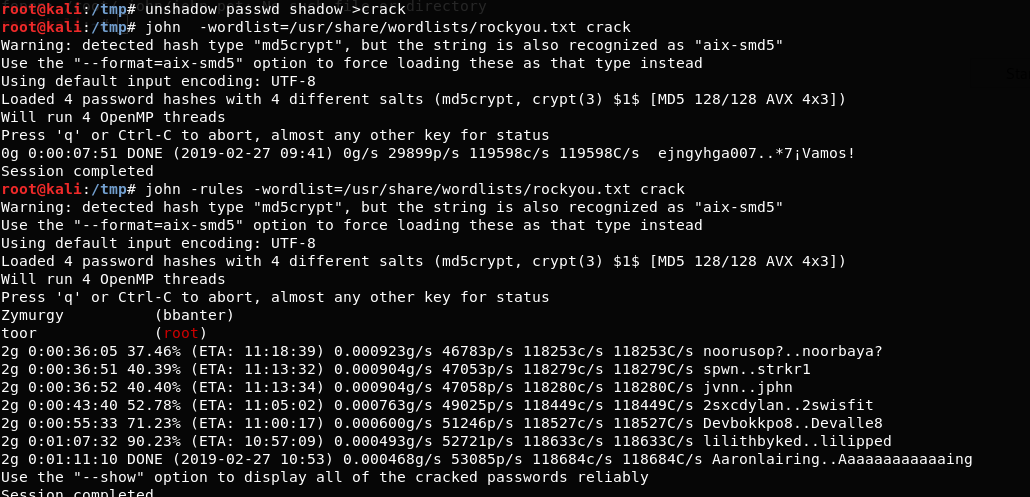 root@kali:/tmp# unshadow passwd shadow >crack
root@kali:/tmp# john  -wordlist=/usr/share/wordlists/rockyou.txt crack
Warning: detected hash type "md5crypt", but the string is also recognized as "aix-smd5"
Use the "--format=aix-smd5" option to force loading these as that type instead
Using default input encoding: UTF-8
Loaded 4 password hashes with 4 different salts (md5crypt, crypt(3) $1$ [MD5 128/128 AVX 4x3])
Will run 4 OpenMP threads
Press 'q' or Ctrl-C to abort, almost any other key for status
0g 0:00:07:51 DONE (2019-02-27 09:41) 0g/s 29899p/s 119598c/s 119598C/s  ejngyhga007..*7¡Vamos!
Session completed
root@kali:/tmp# john -rules -wordlist=/usr/share/wordlists/rockyou.txt crack
Warning: detected hash type "md5crypt", but the string is also recognized as "aix-smd5"
Use the "--format=aix-smd5" option to force loading these as that type instead
Using default input encoding: UTF-8
Loaded 4 password hashes with 4 different salts (md5crypt, crypt(3) $1$ [MD5 128/128 AVX 4x3])
Will run 4 OpenMP threads
Press 'q' or Ctrl-C to abort, almost any other key for status
Zymurgy          (bbanter)
toor             (root)
2g 0:00:36:05 37.46% (ETA: 11:18:39) 0.000923g/s 46783p/s 118253c/s 118253C/s noorusop?..noorbaya?
2g 0:00:36:51 40.39% (ETA: 11:13:32) 0.000904g/s 47053p/s 118279c/s 118279C/s spwn..strkr1
2g 0:00:36:52 40.40% (ETA: 11:13:34) 0.000904g/s 47058p/s 118280c/s 118280C/s jvnn..jphn
2g 0:00:43:40 52.78% (ETA: 11:05:02) 0.000763g/s 49025p/s 118449c/s 118449C/s 2sxcdylan..2swisfit
2g 0:00:55:33 71.23% (ETA: 11:00:17) 0.000600g/s 51246p/s 118527c/s 118527C/s Devbokkpo8..Devalle8
2g 0:01:07:32 90.23% (ETA: 10:57:09) 0.000493g/s 52721p/s 118633c/s 118633C/s lilithbyked..lilipped
2g 0:01:11:10 DONE (2019-02-27 10:53) 0.000468g/s 53085p/s 118684c/s 118684C/s Aaronlairing..Aaaaaaaaaaaaing
Use the "--show" option to display all of the cracked passwords reliably
Session completed